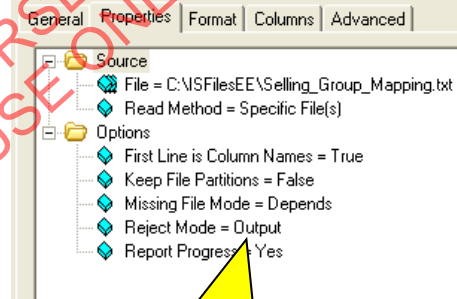 General Properties Format Columns Advanced
Source
File = C:\ISFilesEE\Selling_Group_Mapping.txt
Read Method = Specific File(s)
Options
First Line is Column Names = True
Keep File Partitions = False
Missing File Mode = Depends
Reject Mode = Output
Report Progress = Yes